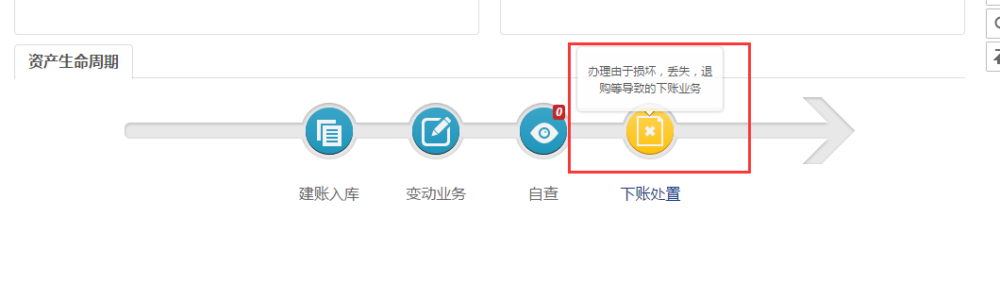 资产生命周期
办理由于损坏，丢失，退
购等导致的下账业务
0
建账入库
变动业务
自查
下账处置